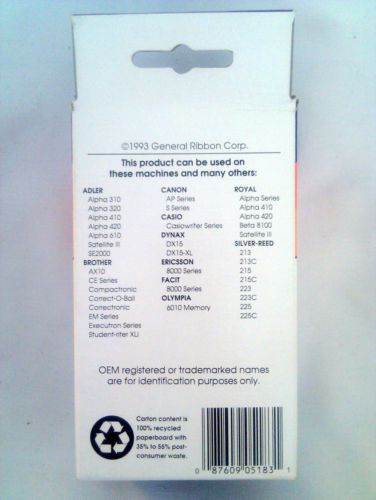 ©1993 General Ribbon Corp.
This product can be used on
these machines and many others:
ADLER
Alpha 310
Alpha 320
Alpha 410
Alpha 420
Alpha 610
Satellite III
SE2000
BROTHER
AX10
CE Series
Compactronic
Correct-O-Ball
Correctronic
EM Series
Executron Series
Student-riter XLI
CANON
AP Series
S Series
CASIO
Casiowriter Series
DYNAX
DX15
DX15-XL
ERICSSON
8000 Series
FACIT
8000 Series
OLYMPIA
6010 Memory
ROYAL
Alpha Series
Alpha 410
Alpha 420
Beta 8100
Satellite III
SILVER-REED
213
213C
215
215C
223
223C
225
225C
OEM registered or trademarked names
are for identification purposes only.
Carton content is
100% recycled
paperboard with
35% to 55% post-
consumer waste.
0 87609 05183 1